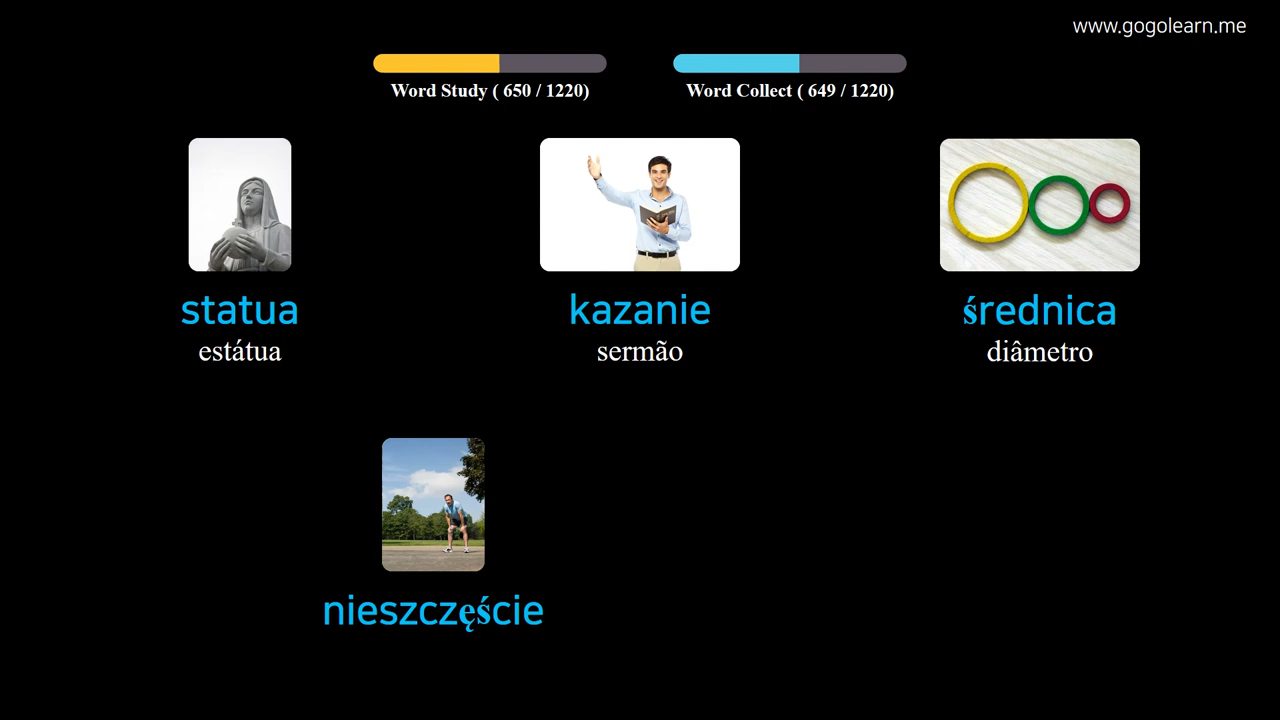 www.gogolearn.me
Word Study ( 650 / 1220)
Word Collect ( 649 / 1220)
statua
kazanie
średnica
estátua
sermão
diâmetro
nieszczęście